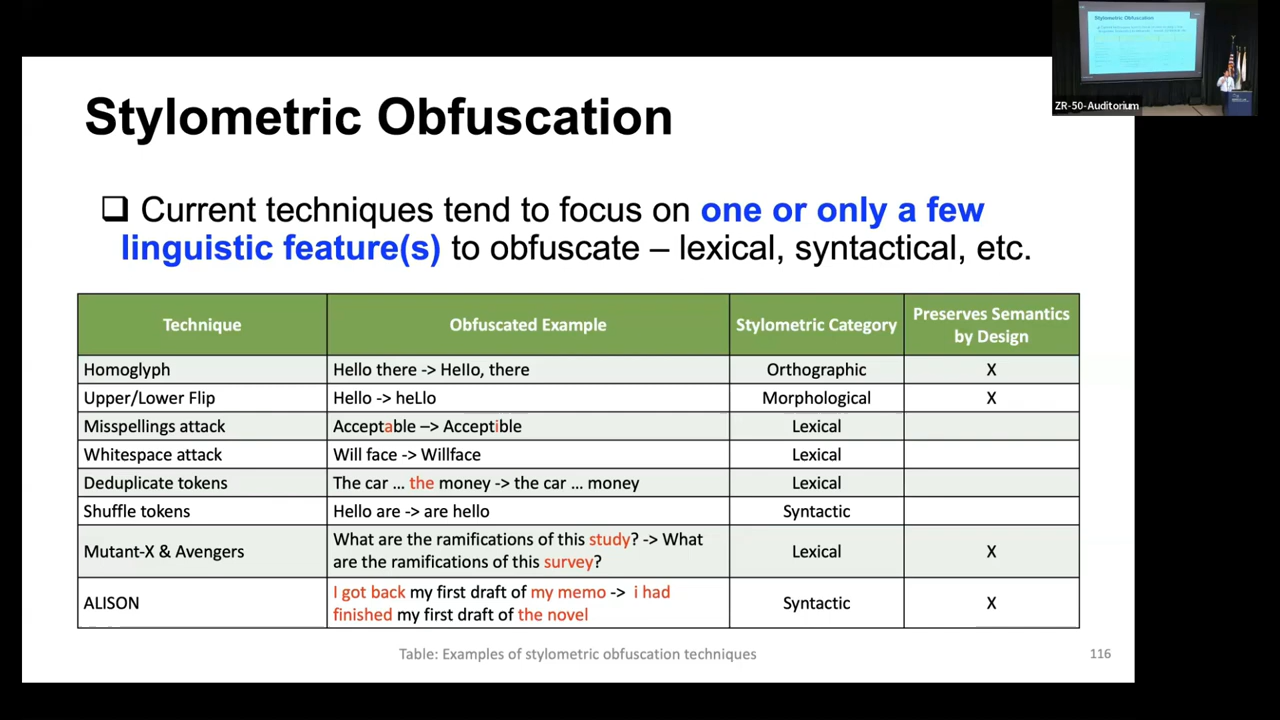 Stylometric Obfuscation
ZR-50-Auditorium
Stylometric Obfuscation
❑ Current techniques tend to focus on one or only a few
linguistic feature(s) to obfuscate – lexical, syntactical, etc.
Technique Obfuscated Example Stylometric Category Preserves Semantics
by Design
Homoglyph Hello there -> Hello, there Orthographic X
Upper/Lower Flip Hello -> heLlo Morphological X
Misspellings attack Acceptable –> Acceptible Lexical
Whitespace attack Will face -> Willface Lexical
Deduplicate tokens The car ... the money -> the car ... money Lexical
Shuffle tokens Hello are -> are hello Syntactic
Mutant-X & Avengers What are the ramifications of this study? -> What
are the ramifications of this survey? Lexical X
ALISON I got back my first draft of my memo -> i had
finished my first draft of the novel Syntactic X
Table: Examples of stylometric obfuscation techniques
116